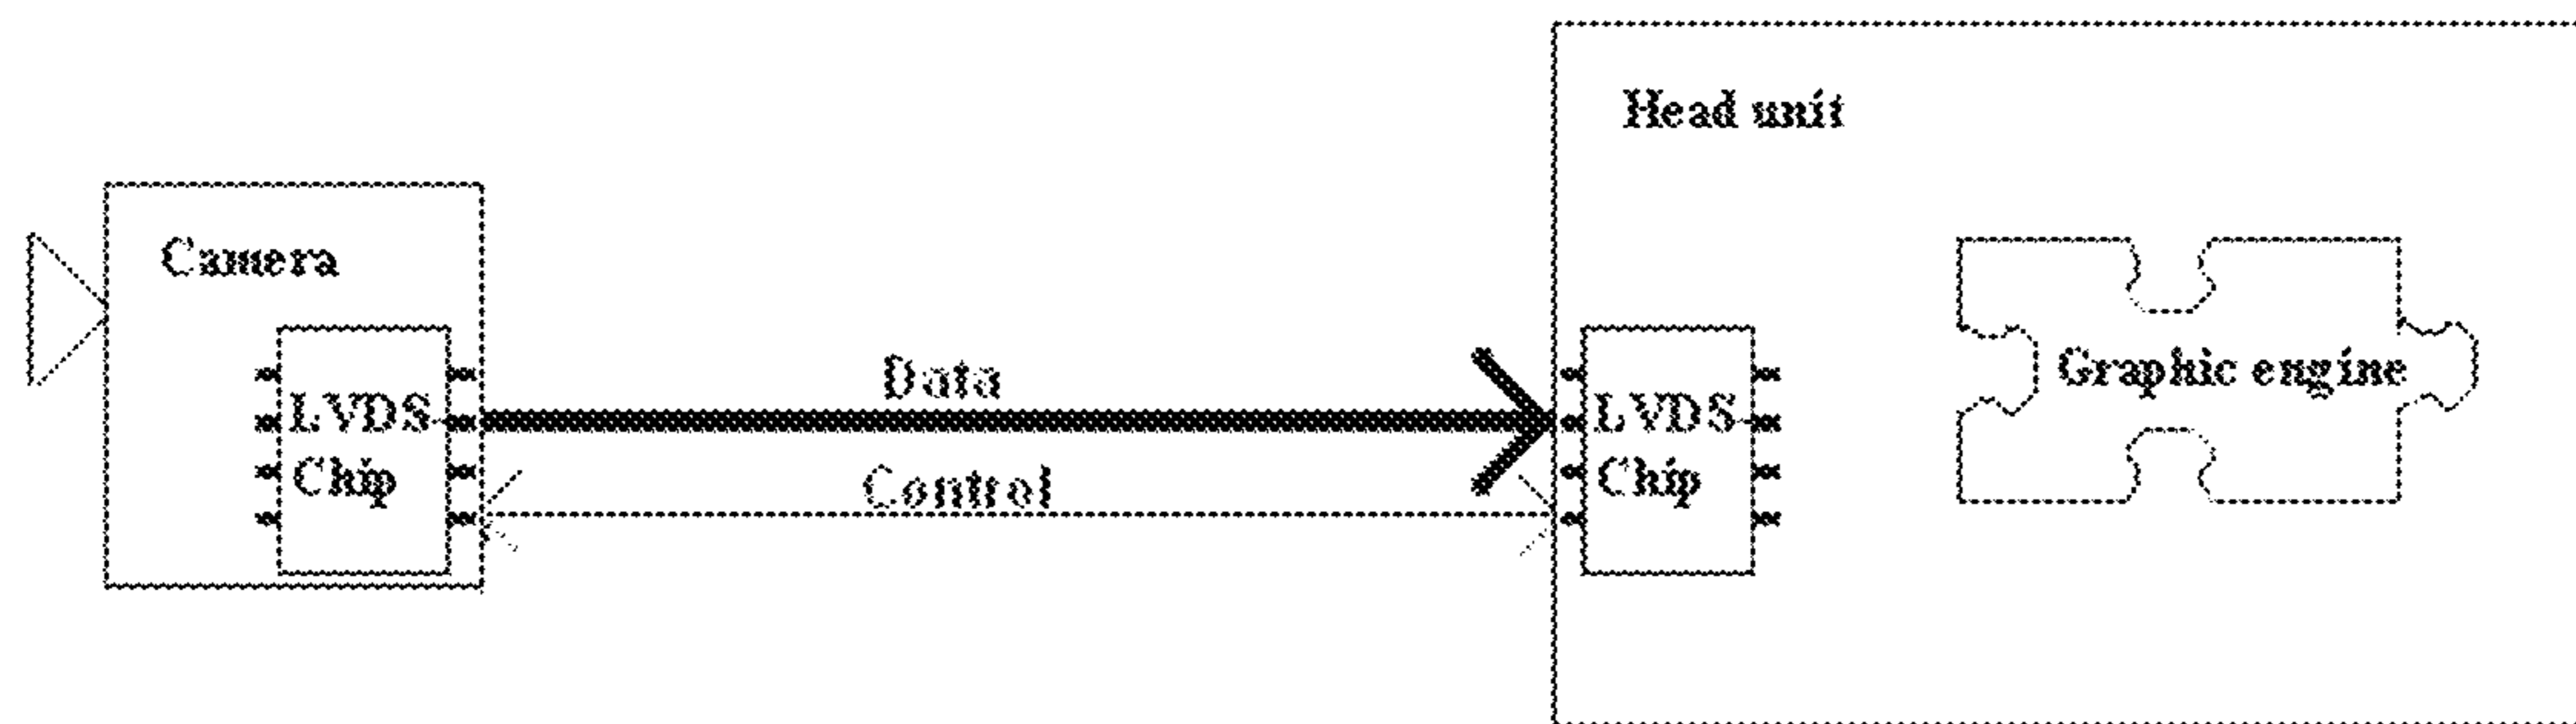 Head unit
Camera
Data
LVDS
Chip
Control
LVDS
Chip
Graphic engine